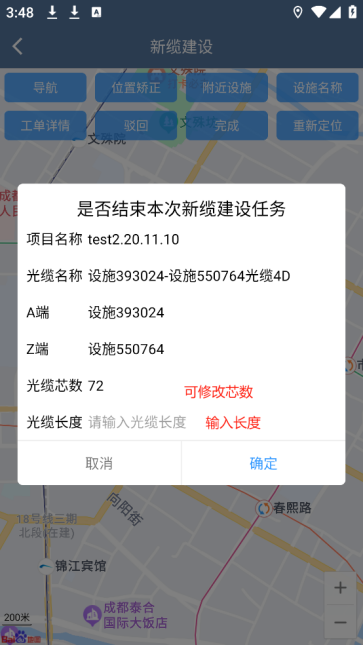 3:48
新缆建设
导航 位置矫正 附近设施 设施名称
工单详情 驳回 完成 重新定位
文殊院
是否结束本次新缆建设任务
项目名称 test2.20.11.10
光缆名称 设施393024-设施550764光缆4D
A端 设施393024
Z端 设施550764
光缆芯数 72 可修改芯数
光缆长度 请输入光缆长度 输入长度
取消 确定
向阳街
春熙路
18号线三期
北段(在建)
锦江宾馆
200米
成都泰合
国际大饭店